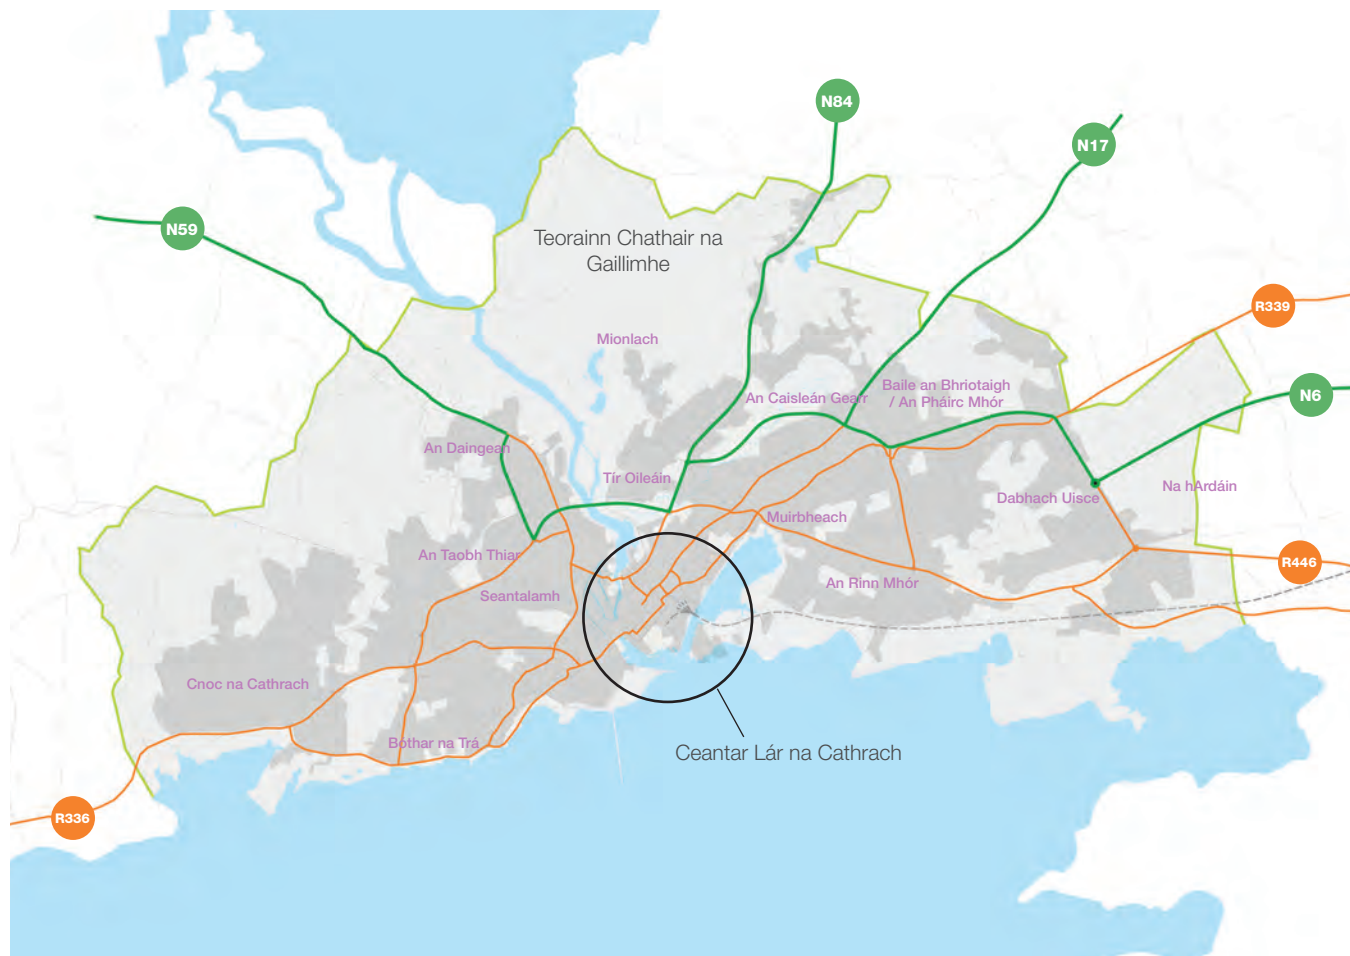 N84
N17
N59
Teorainn Chathair na
Gaillimhe
R339
Mionlach
Baile an Bhriotaigh
/ An Pháirc Mhór
An Caisleán Gearr
N6
An Daingean
Tír Oileáin
Na hArdáin
Dabhach Uisce
Muirbheach
An Taobh Thiar
R446
An Rinn Mhór
Seantalamh
Cnoc na Cathrach
Bóthar na Trá
Ceantar Lár na Cathrach
R336